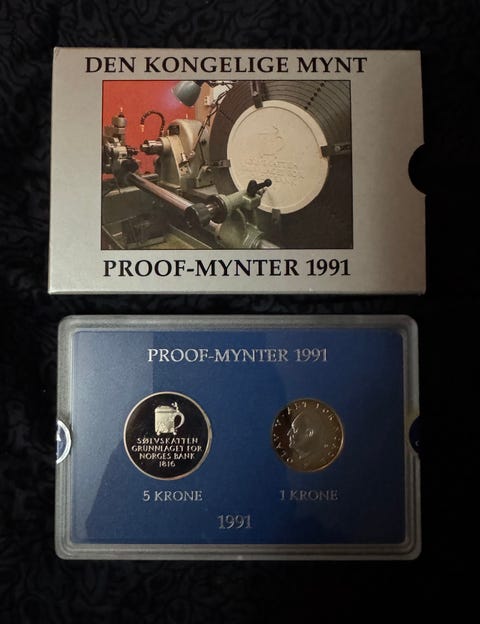 DEN KONGELIGE MYNT
PROOF-MYNTER 1991
PROOF-MYNTER 1991
SØLVSKATTEN
GRUNNLAGET FOR
NORGES BANK
1816
5 KRONE
1 KRONE
1991